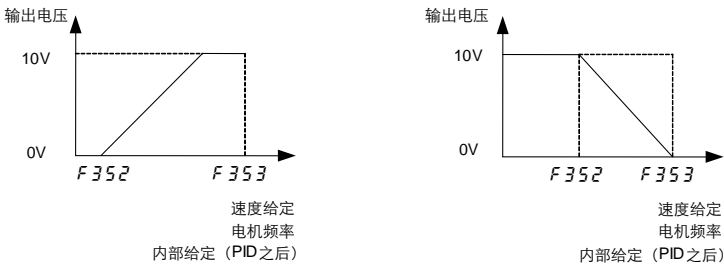 输出电压
10V
0V
F352
F353
速度给定
电机频率
内部给定（PID之后）
输出电压
10V
0V
F352
F353
速度给定
电机频率
内部给定（PID之后）